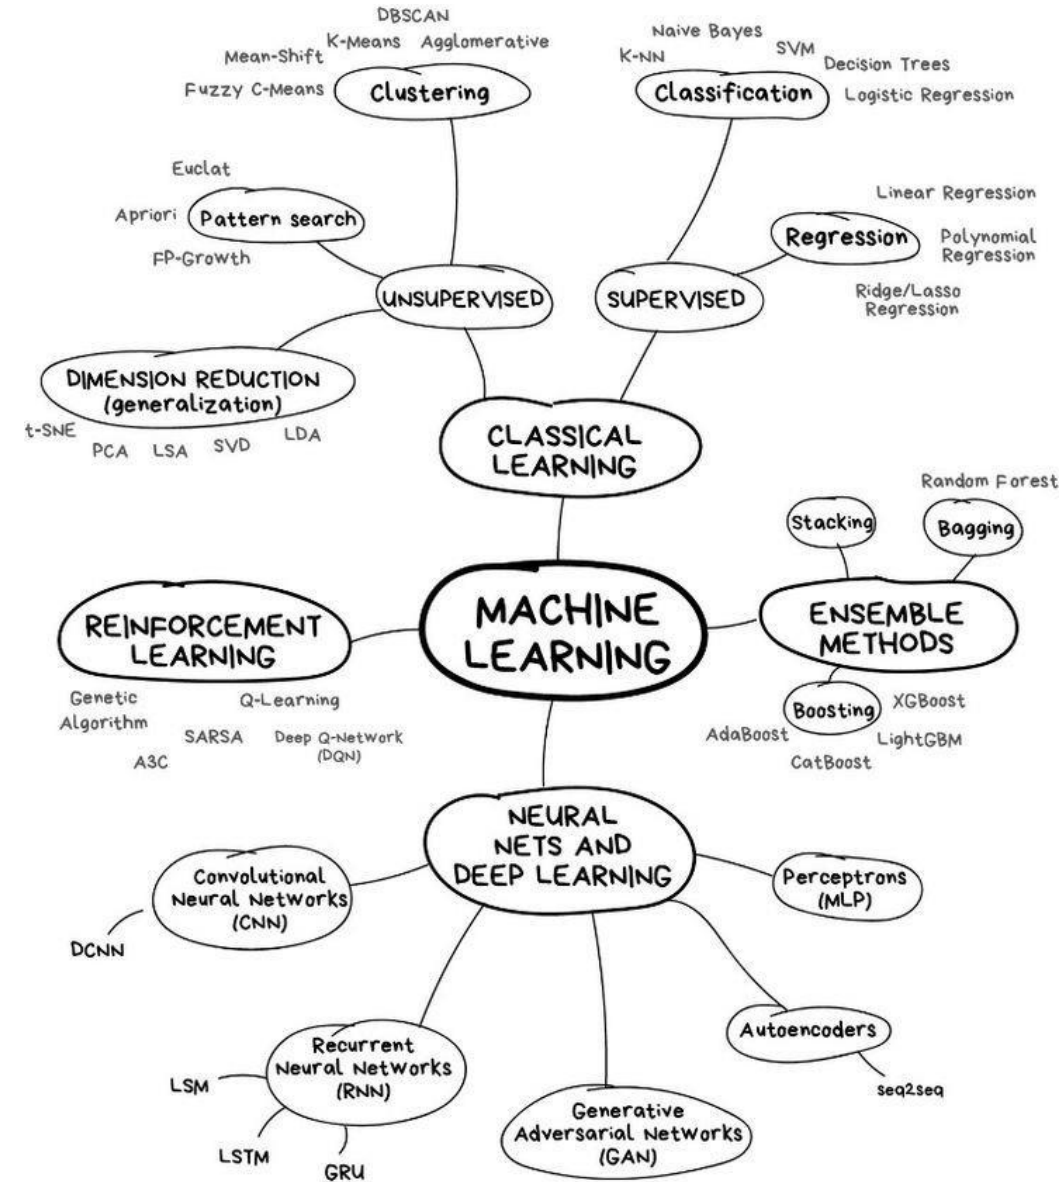 DBSCAN
K-Means
Agglomerative
Mean-Shift
Fuzzy C-Means
Clustering
Naive Bayes
K-NN
SVM
Decision Trees
Classification
Logistic Regression
Euclat
Apriori
Pattern search
FP-Growth
Linear Regression
Regression
Polynomial
Regression
Ridge/Lasso
Regression
UNSUPERVISED
SUPERVISED
DIMENSION REDUCTION
(generalization)
t-SNE
PCA
LSA
SVD
LDA
CLASSICAL
LEARNING
Random Forest
Stacking
Bagging
MACHINE
LEARNING
REINFORCEMENT
LEARNING
Genetic
Algorithm
Q-Learning
SARSA
Deep Q-Network
(DQN)
A3C
ENSEMBLE
METHODS
Boosting
XGBoost
AdaBoost
LightGBM
CatBoost
NEURAL
NETS AND
DEEP LEARNING
Convolutional
Neural Networks
(CNN)
DCNN
Perceptrons
(MLP)
Recurrent
Neural Networks
(RNN)
LSM
LSTM
GRU
Generative
Adversarial Networks
(GAN)
Autoencoders
seq2seq